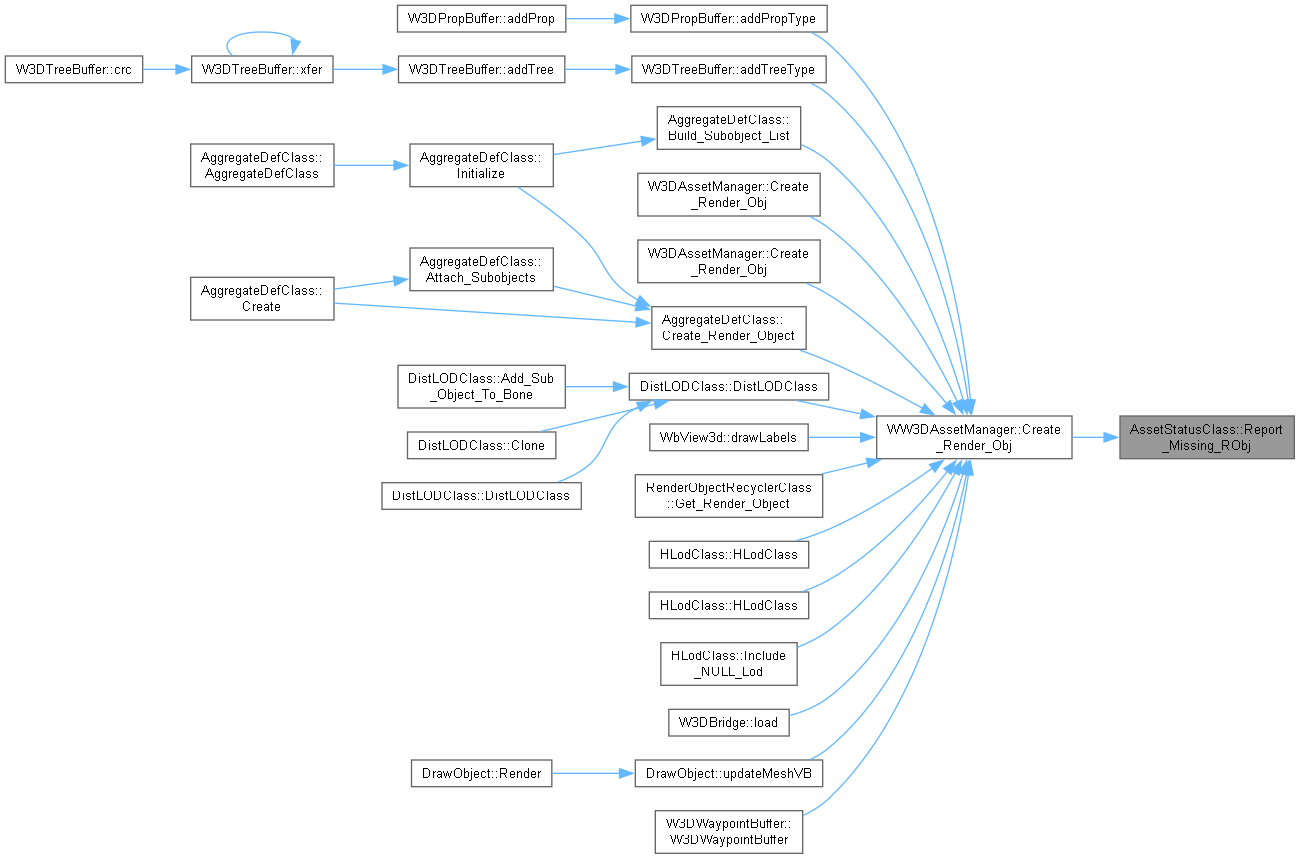 W3DPropBuffer::addProp
W3DPropBuffer::addPropType
W3DTreeBuffer::crc
W3DTreeBuffer::xfer
W3DTreeBuffer::addTree
W3DTreeBuffer::addTreeType
AggregateDefClass::
Build_Subobject_List
AggregateDefClass::
AggregateDefClass
AggregateDefClass::
Initialize
W3DAssetManager::Create
_Render_Obj
W3DAssetManager::Create
_Render_Obj
AggregateDefClass::
Attach_Subobjects
AggregateDefClass::
Create
AggregateDefClass::
Create_Render_Object
DistLODClass::Add_Sub
_Object_To_Bone
DistLODClass::DistLODClass
DistLODClass::Clone
WbView3d::drawLabels
WW3DAssetManager::Create
_Render_Obj
AssetStatusClass::Report
_Missing_RObj
DistLODClass::DistLODClass
RenderObjectRecyclerClass
::Get_Render_Object
HLodClass::HLodClass
HLodClass::HLodClass
HLodClass::Include
_NULL_Lod
W3DBridge::load
DrawObject::Render
DrawObject::updateMeshVB
W3DWaypointBuffer::
W3DWaypointBuffer